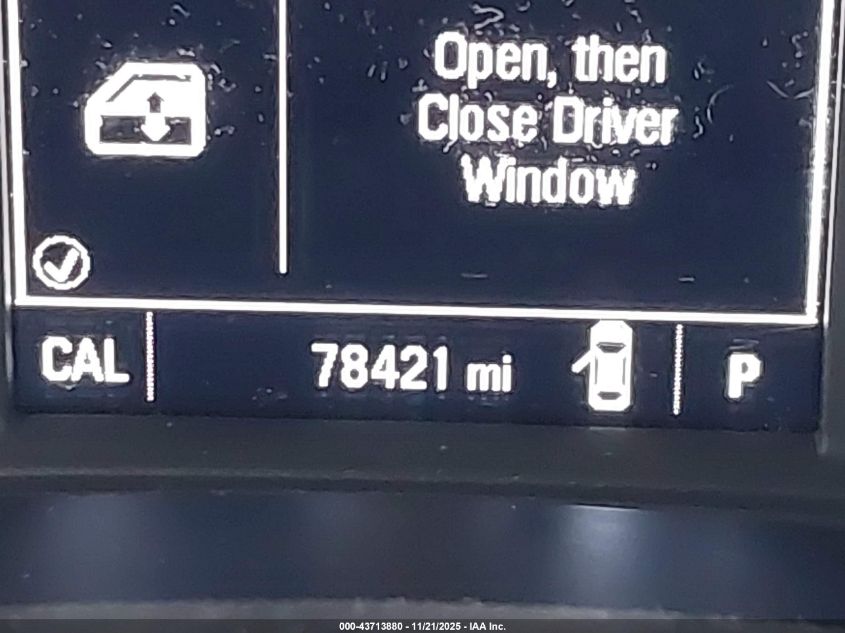 Open, then
Close Driver
Window
CAL 78421 mi P
000-43713880 - 11/21/2025 - IAA Inc.